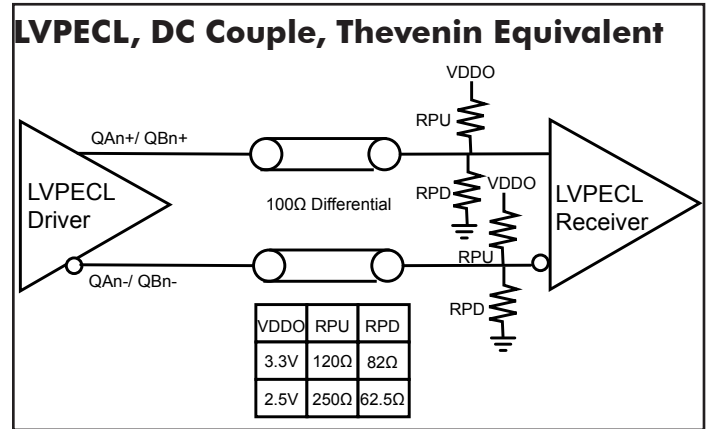 LVPECL, DC Couple, Thevenin Equivalent
VDDO
RPU
QAn+/ QBn+
LVPECL
Driver
100Ω Differential
RPD
VDDO
LVPECL
Receiver
RPU
QAn-/ QBn-
RPD
VDDO RPU RPD
3.3V 120Ω 82Ω
2.5V 250Ω 62.5Ω